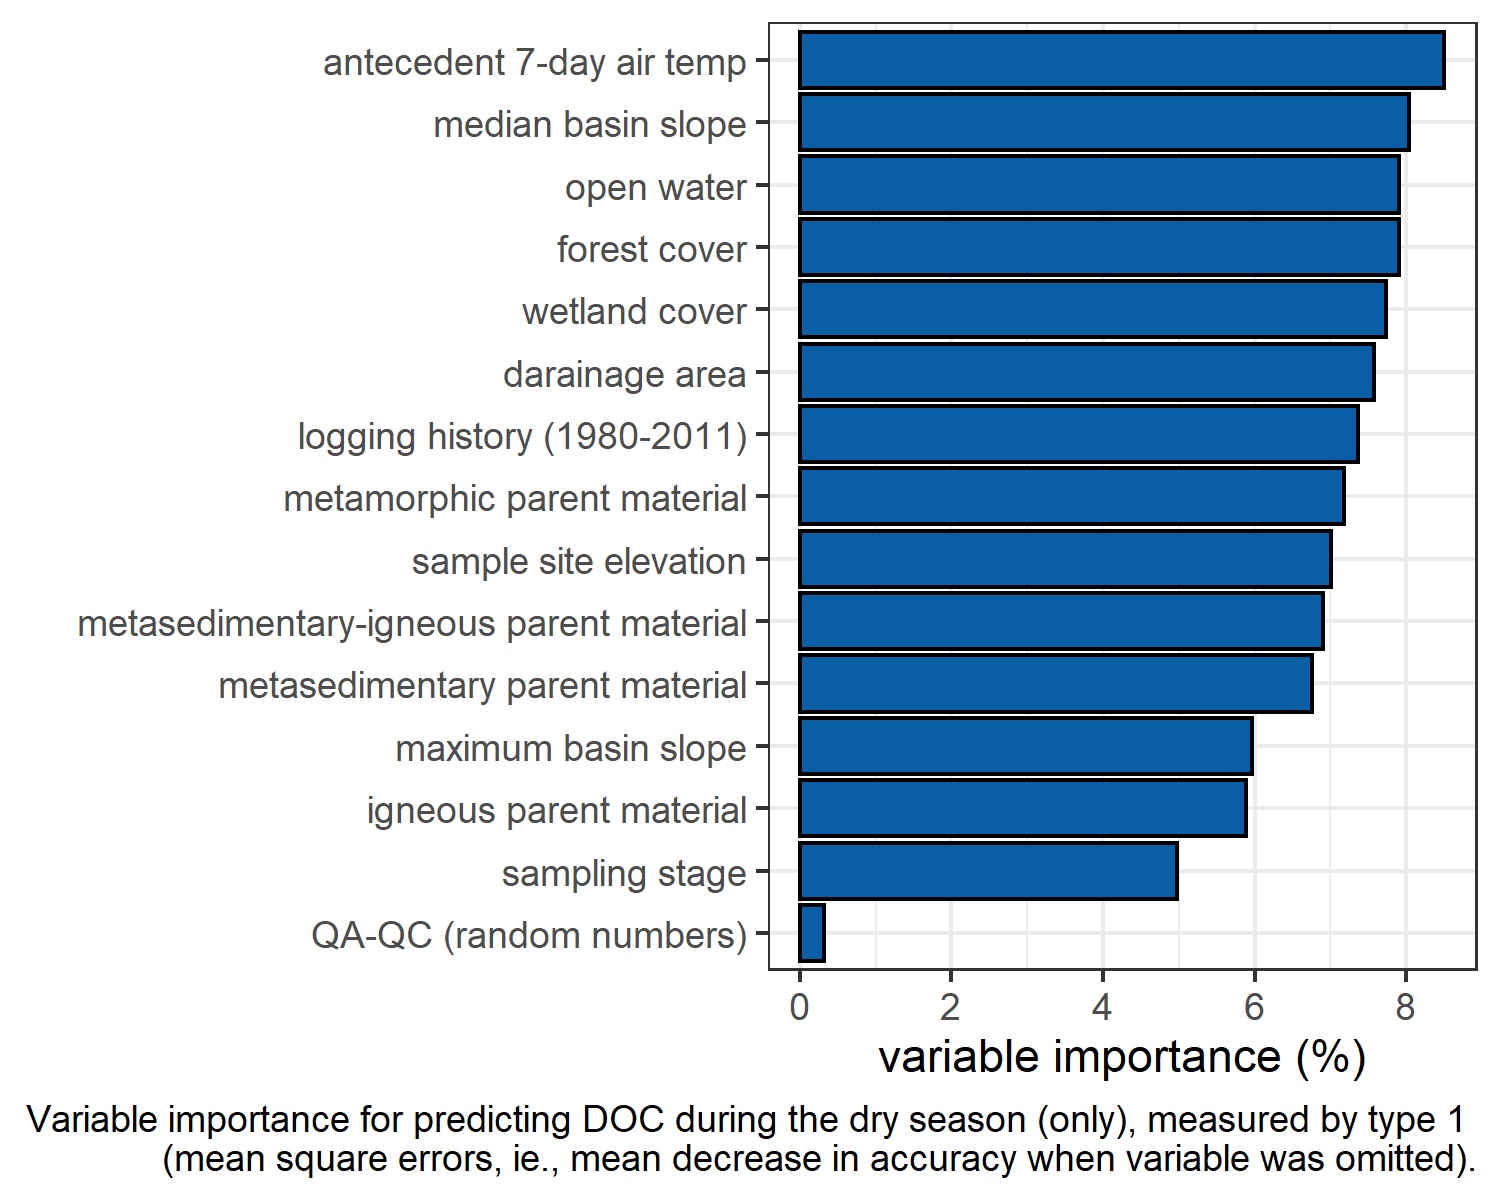 antecedent 7-day air temp
median basin slope
open water
forest cover
wetland cover
darainage area
logging history (1980-2011)
metamorphic parent material
sample site elevation
metasedimentary-igneous parent material
metasedimentary parent material
maximum basin slope
igneous parent material
sampling stage
QA-QC (random numbers)
0 2 4 6 8
variable importance (%)
Variable importance for predicting DOC during the dry season (only), measured by type 1
(mean square errors, ie., mean decrease in accuracy when variable was omitted).